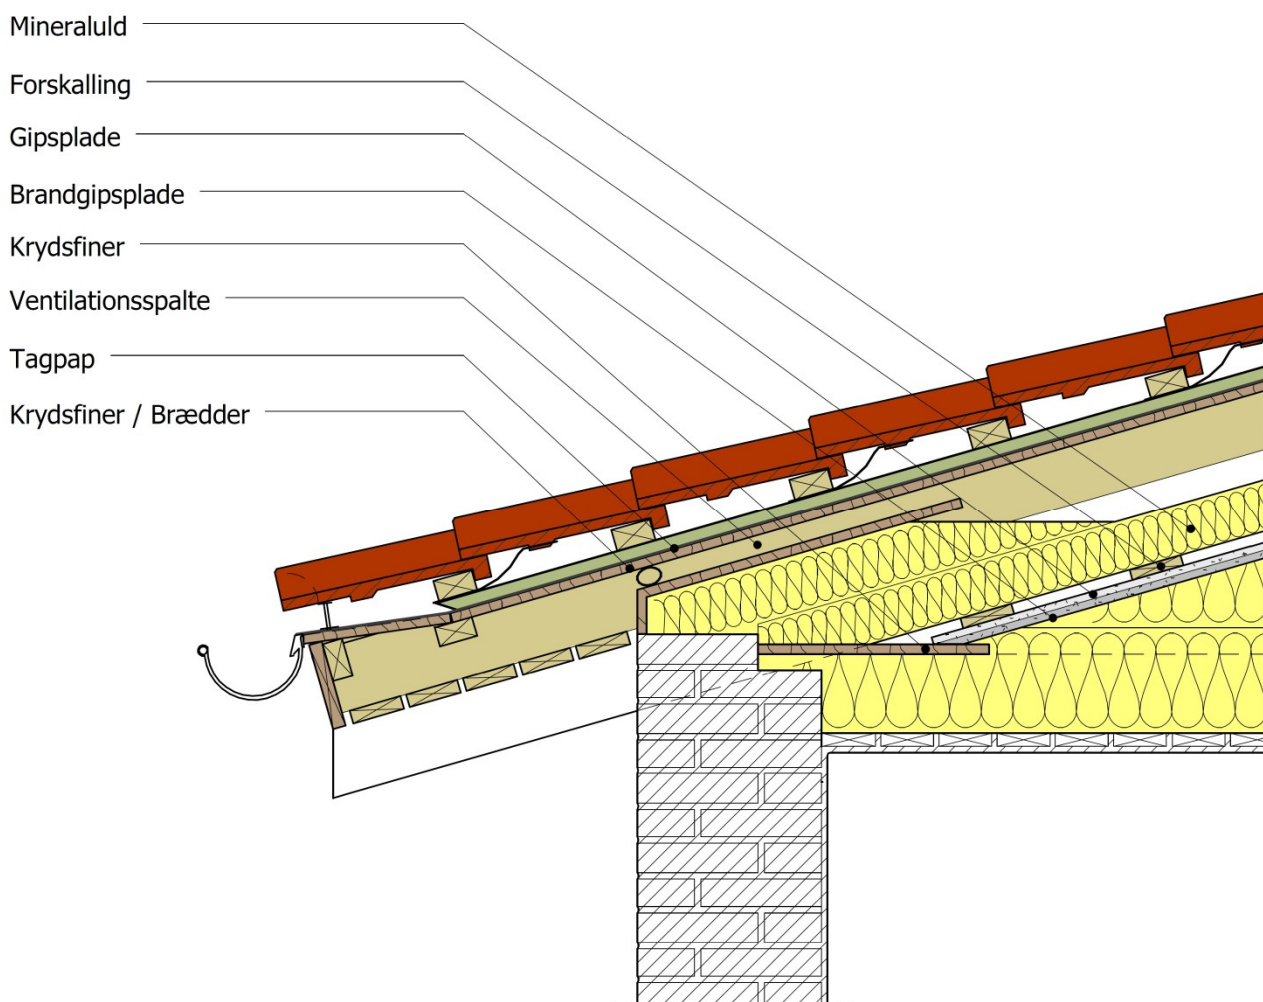 Mineraluld
Forskalling
Gipsplade
Brandgipsplade
Krydsfiner
Ventilationsspalte
Tagpap
Krydsfiner / Brædder